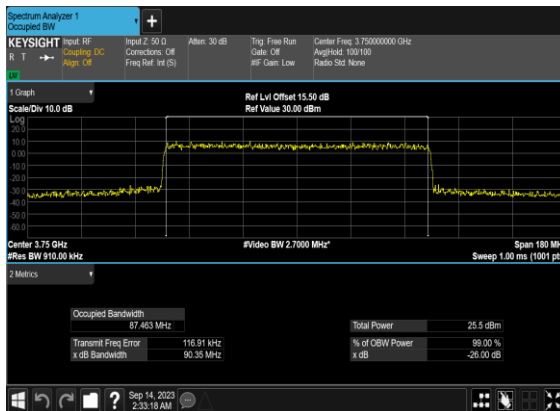 Spectrum Analyzer 1
Occupied BW
KEYSIGHT
R T
Input: RF
Coupling: DC
Align: Off
Input Z: 50 Ω
Corrections: Off
Freq Ref: Int (S)
Atten: 30 dB
Trig: Free Run
Gate: Off
#IF Gain: Low
Center Freq: 3.750000000 GHz
Avg|Hold: 100/100
Radio Std: None
1 Graph
Scale/Div 10.0 dB
Ref Lvl Offset 15.50 dB
Ref Value 30.00 dBm
Log
20.0
10.0
0.00
-10.0
-20.0
-30.0
-40.0
-50.0
-60.0
Center 3.75 GHz
#Res BW 910.00 kHz
#Video BW 2.7000 MHz*
Span 180 MH
Sweep 1.00 ms (1001 pts
2 Metrics
Occupied Bandwidth
87.463 MHz
Transmit Freq Error 116.91 kHz
x dB Bandwidth 90.35 MHz
Total Power 25.5 dBm
% of OBW Power 99.00 %
x dB -26.00 dB
Sep 14, 2023
2:33:18 AM